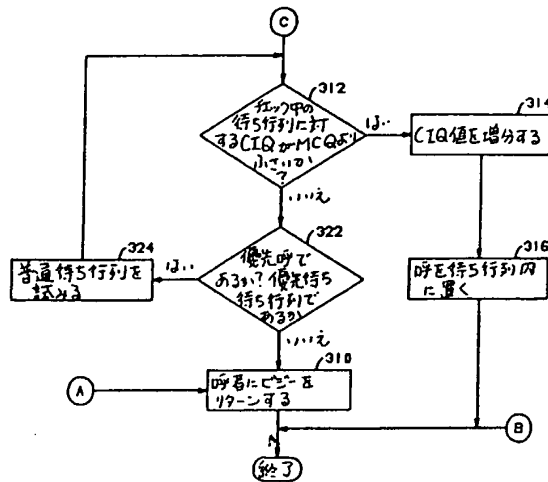 C
312
チェック中の
待ち行列に対
するCIQがMCQより
小さいか
?
はい
314
CIQ値を増分する
いいえ
322
優先呼で
あるか?優先待ち
待ち行列で
あるか
はい
324
普通待ち行列を
試みる
316
呼を待ち行列内
に置く
いいえ
310
A
呼者にビジーを
リターンする
B
終了